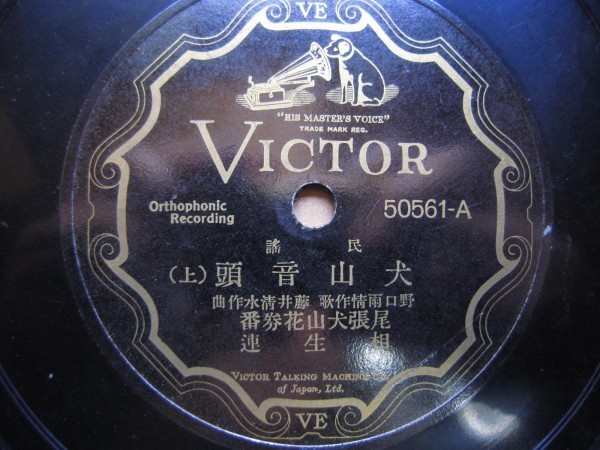 VE
"HIS MASTER'S VOICE"
TRADE MARK REG.
VICTOR
Orthophonic
Recording
50561-A
民謠
犬山音頭(上)
野口雨情作歌 藤井清水作曲
尾張犬山花券番
相生連
VICTOR TALKING MACHINE CO.
of Japan, Ltd.
VE